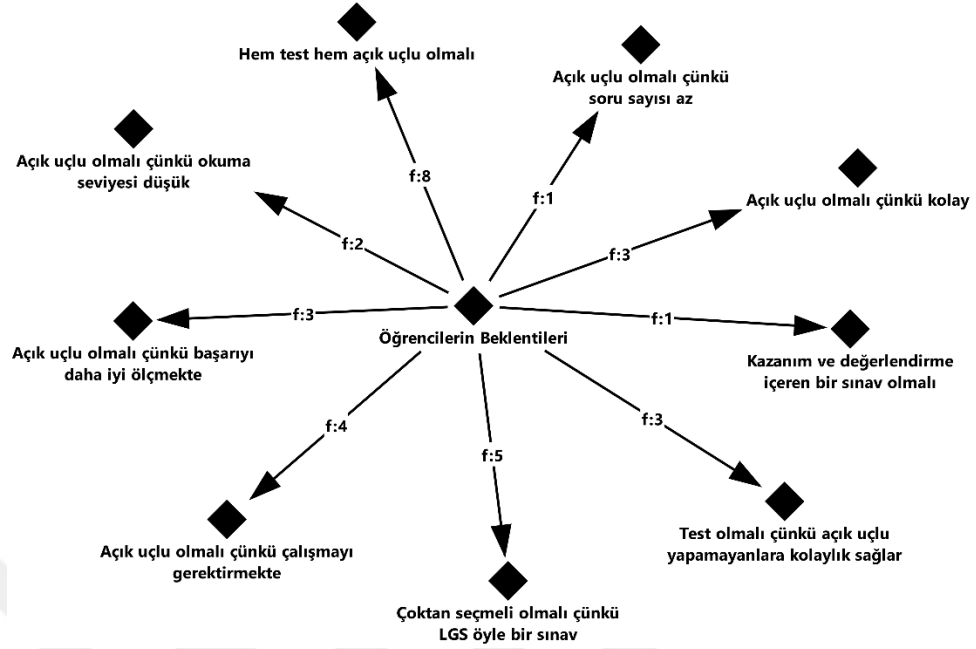 Hem test hem açık uçlu olmalı
Açık uçlu olmalı çünkü
soru sayısı az
Açık uçlu olmalı çünkü okuma
seviyesi düşük
Açık uçlu olmalı çünkü kolay
f:8
f:1
f:2
f:3
f:3
f:1
Öğrencilerin Beklentileri
Açık uçlu olmalı çünkü başarıyı
daha iyi ölçmekte
Kazanım ve değerlendirme
içeren bir sınav olmalı
f:4
f:5
f:3
Açık uçlu olmalı çünkü çalışmayı
gerektirmekte
Test olmalı çünkü açık uçlu
yapamayanlara kolaylık sağlar
Çoktan seçmeli olmalı çünkü
LGS öyle bir sınav